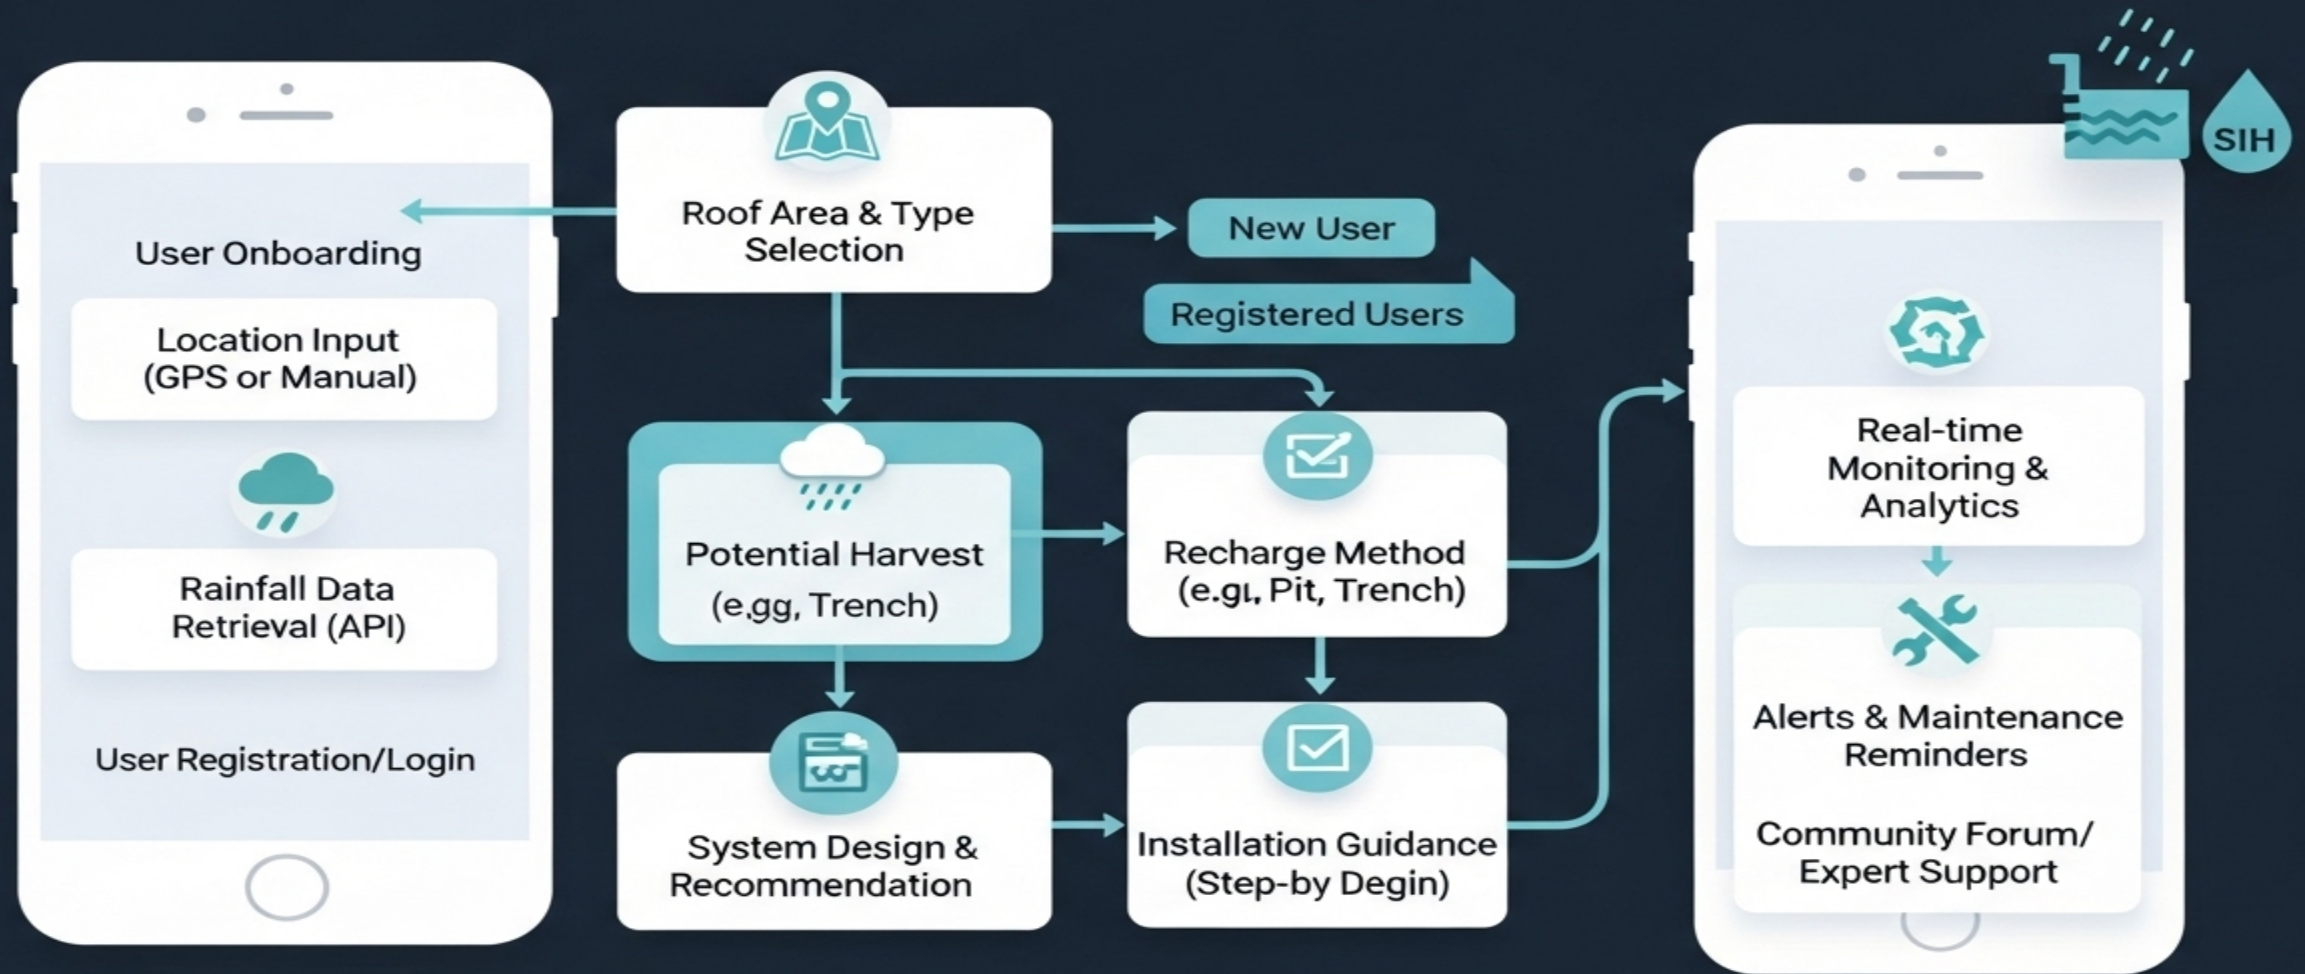 User Onboarding
Location Input
(GPS or Manual)
Rainfall Data
Retrieval (API)
User Registration/Login
Roof Area & Type
Selection
New User
Registered Users
Potential Harvest
(e.gg, Trench)
Recharge Method
(e.gι, Pit, Trench)
System Design &
Recommendation
Installation Guidance
(Step-by Degin)
SIH
Real-time
Monitoring &
Analytics
Alerts & Maintenance
Reminders
Community Forum/
Expert Support